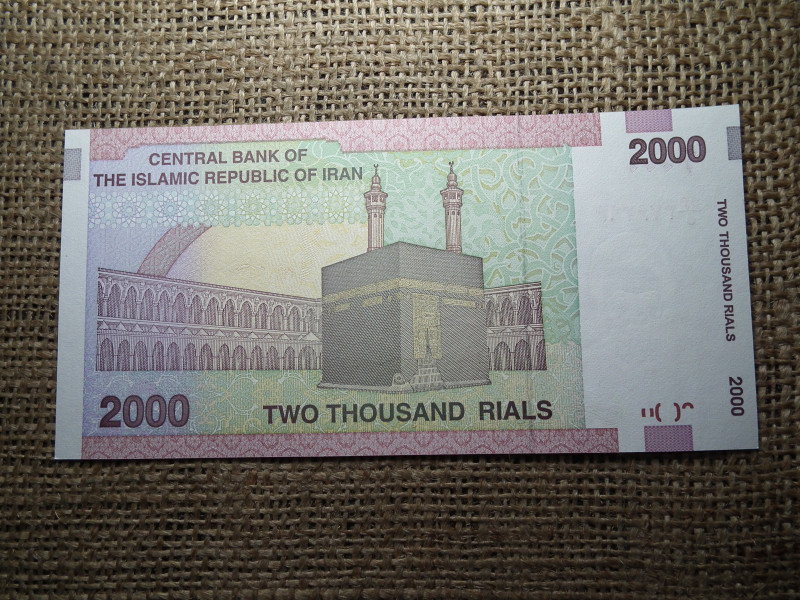 CENTRAL BANK OF
THE ISLAMIC REPUBLIC OF IRAN
2000
TWO THOUSAND RIALS
2000
2000
TWO THOUSAND RIALS